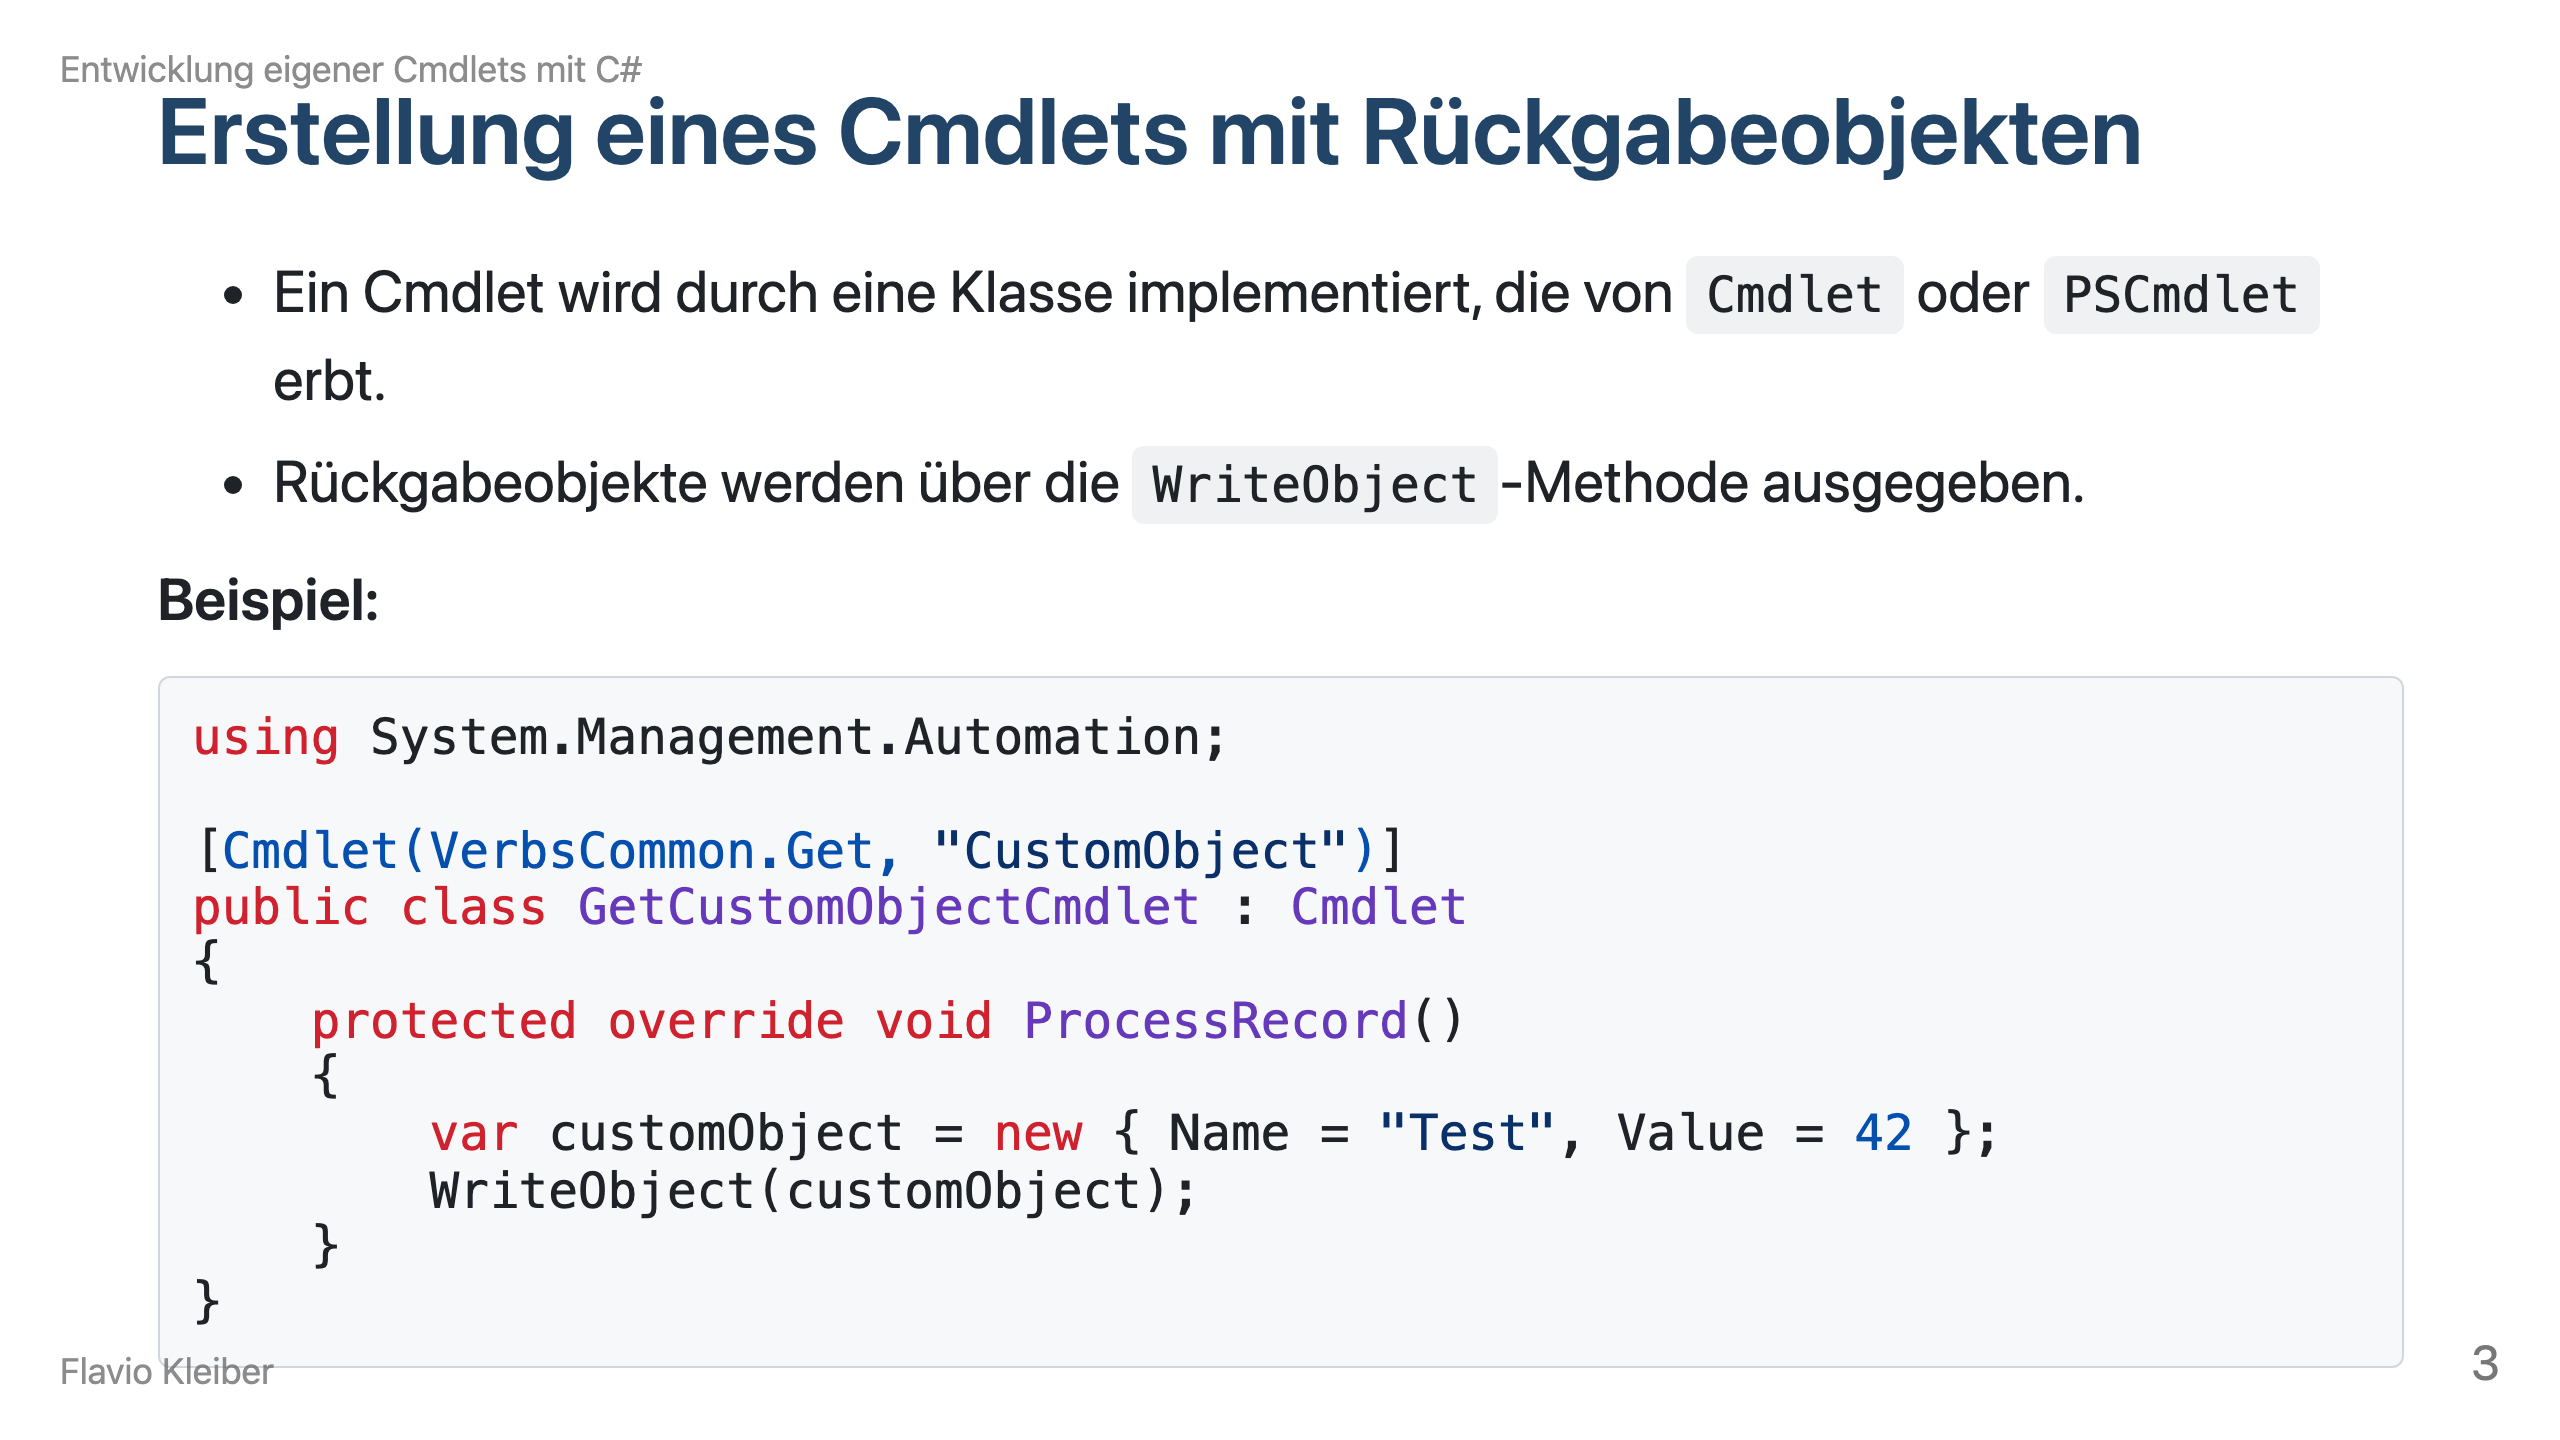 Entwicklung eigener Cmdlets mit C#
Erstellung eines Cmdlets mit Rückgabeobjekten
• Ein Cmdlet wird durch eine Klasse implementiert, die von Cmdlet oder PSCmdlet
erbt.
• Rückgabeobjekte werden über die WriteObject -Methode ausgegeben.
Beispiel:
using System.Management.Automation;
[Cmdlet(VerbsCommon.Get, "CustomObject")]
public class GetCustomObjectCmdlet : Cmdlet
{
    protected override void ProcessRecord()
    {
        var customObject = new { Name = "Test", Value = 42 };
        WriteObject(customObject);
    }
}
Flavio Kleiber
3